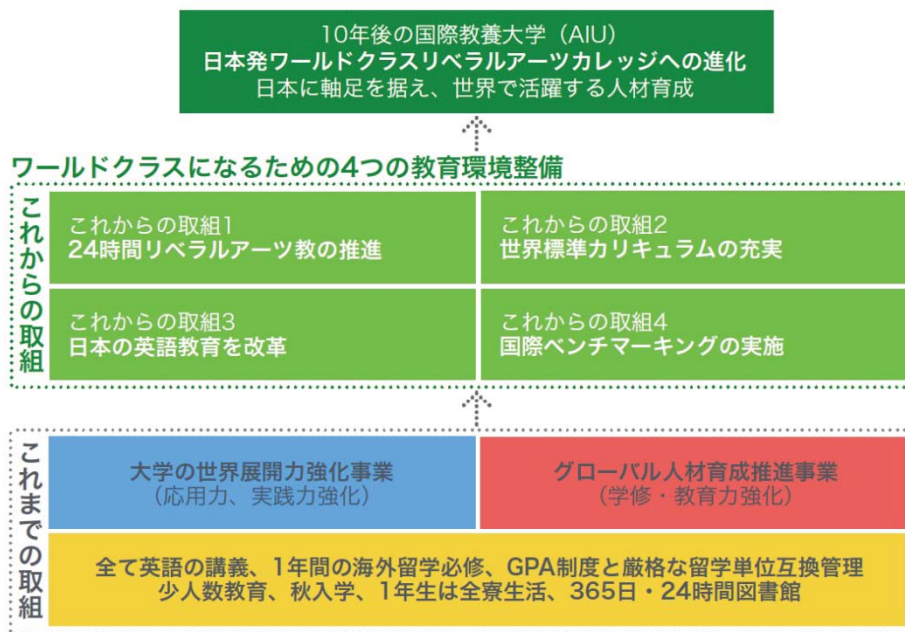 10年後の国際教養大学（AIU）
日本発ワールドクラスリベラルアーツカレッジへの進化
日本に軸足を据え、世界で活躍する人材育成
ワールドクラスになるための4つの教育環境整備
これからの取組
これからの取組1
24時間リベラルアーツ教の推進
これからの取組2
世界標準カリキュラムの充実
これからの取組3
日本の英語教育を改革
これからの取組4
国際ベンチマーキングの実施
これまでの取組
大学の世界展開力強化事業
（応用力、実践力強化）
グローバル人材育成推進事業
（学修・教育力強化）
全て英語の講義、1年間の海外留学必修、GPA制度と厳格な留学単位互換管理
少人数教育、秋入学、1年生は全寮生活、365日・24時間図書館